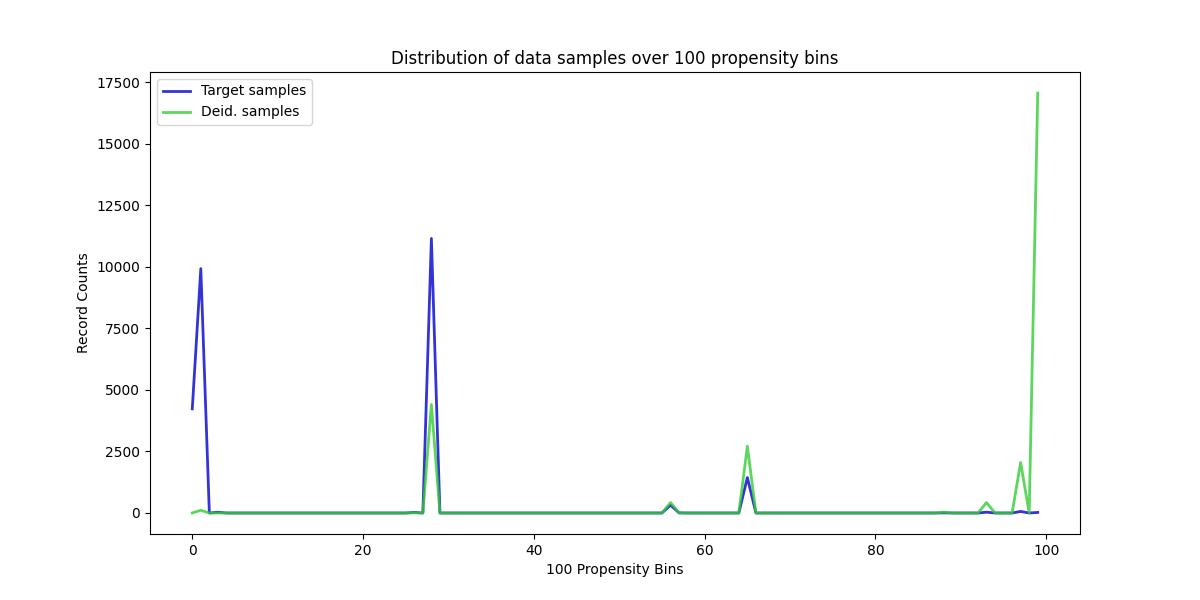 Distribution of data samples over 100 propensity bins
Target samples
Deid. samples
17500
15000
12500
10000
7500
5000
2500
0
Record Counts
0 20 40 60 80 100
100 Propensity Bins